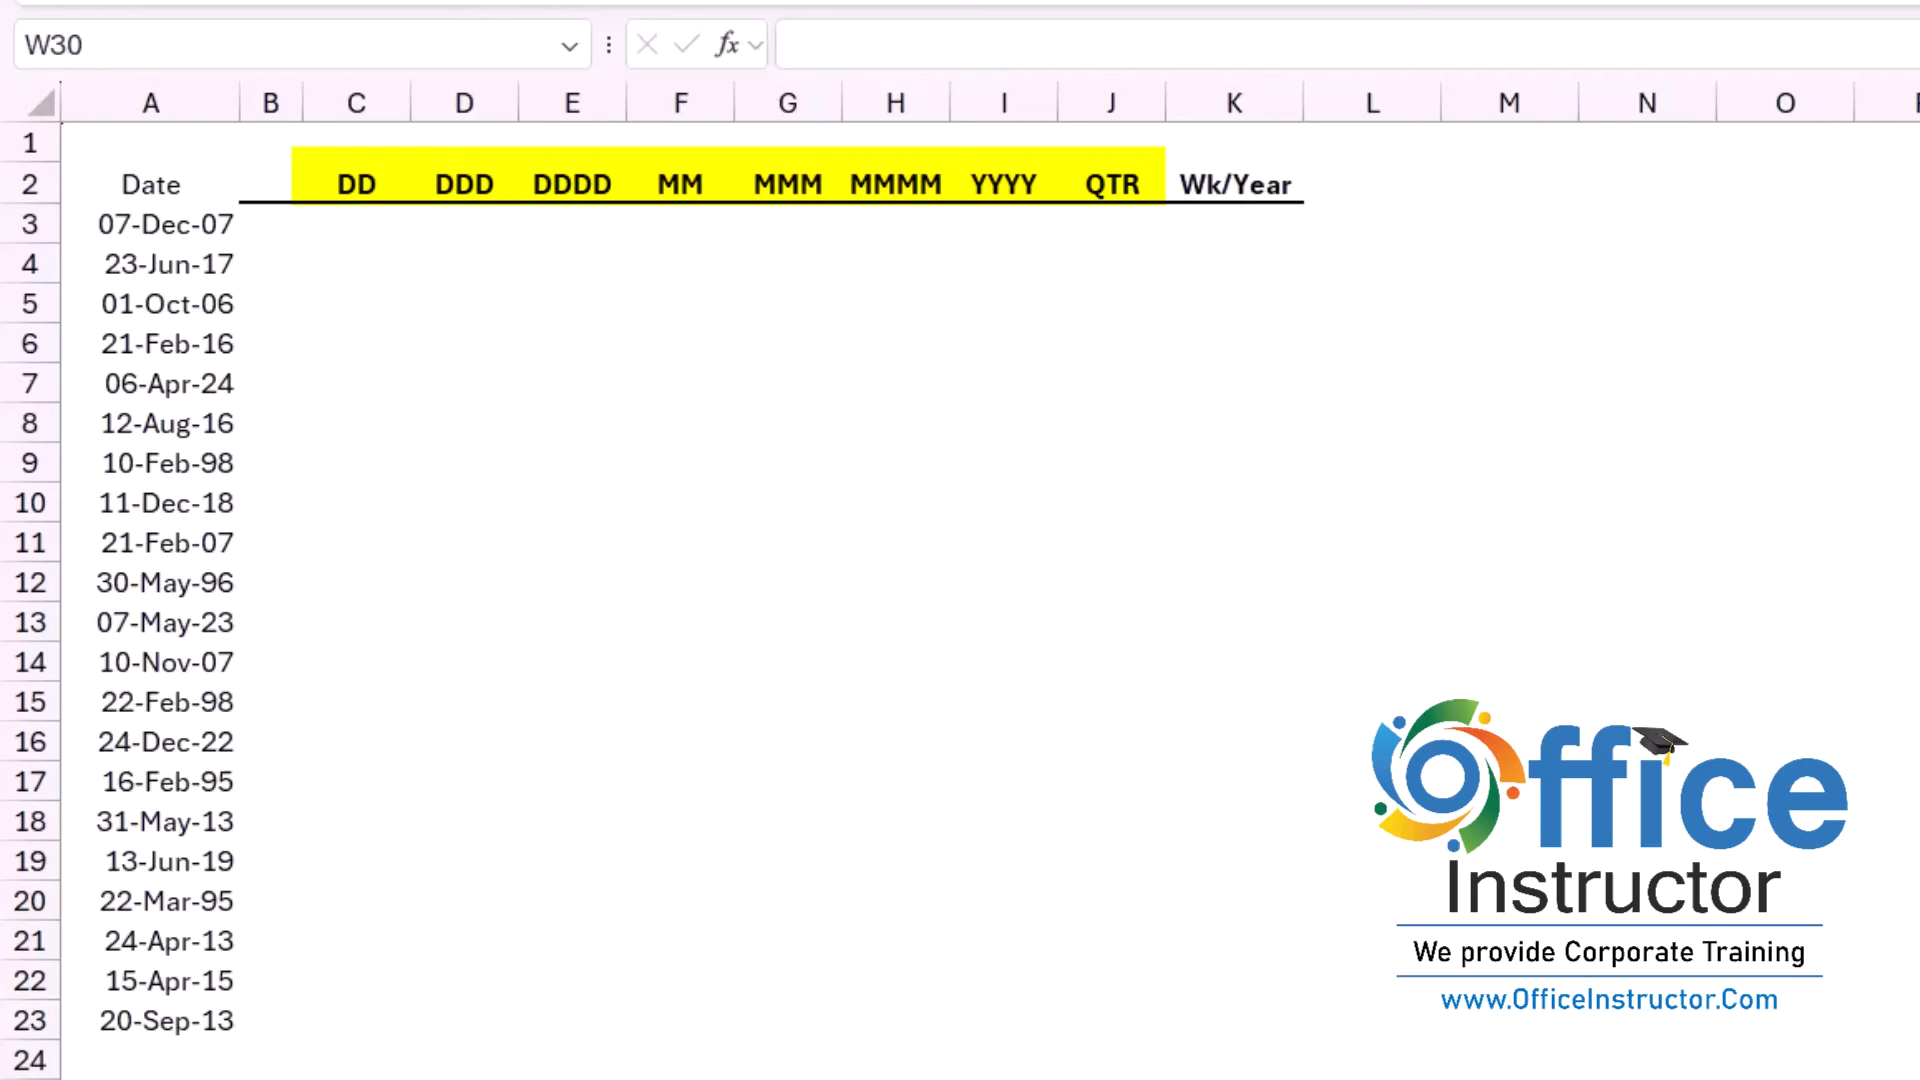 W30 fx
A B C D E F G H I J K L M N O
1
2 Date DD DDD DDDD MM MMM MMMM YYYY QTR Wk/Year
3 07-Dec-07
4 23-Jun-17
5 01-Oct-06
6 21-Feb-16
7 06-Apr-24
8 12-Aug-16
9 10-Feb-98
10 11-Dec-18
11 21-Feb-07
12 30-May-96
13 07-May-23
14 10-Nov-07
15 22-Feb-98
16 24-Dec-22
17 16-Feb-95
18 31-May-13
19 13-Jun-19
20 22-Mar-95
21 24-Apr-13
22 15-Apr-15
23 20-Sep-13
24
Office
Instructor
We provide Corporate Training
www.OfficeInstructor.Com